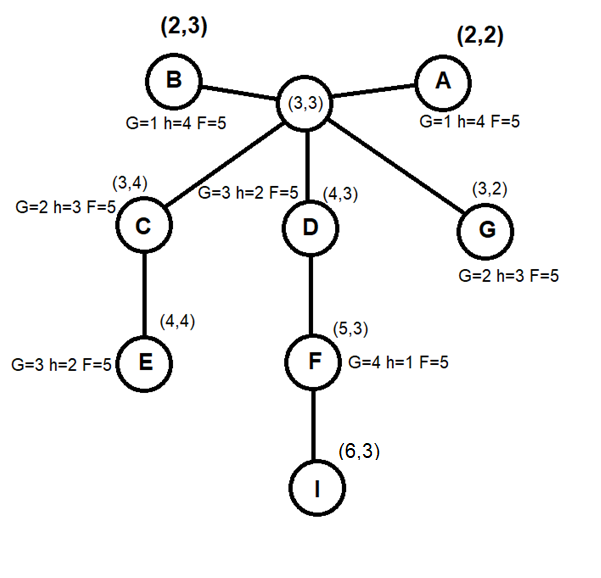 (2,3)
(2,2)
B
A
(3,3)
G=1 h=4 F=5
G=1 h=4 F=5
(3,4)
G=3 h=2 F=5
(4,3)
(3,2)
G=2 h=3 F=5
C
D
G
G=2 h=3 F=5
(4,4)
(5,3)
G=3 h=2 F=5
E
F
G=4 h=1 F=5
(6,3)
I